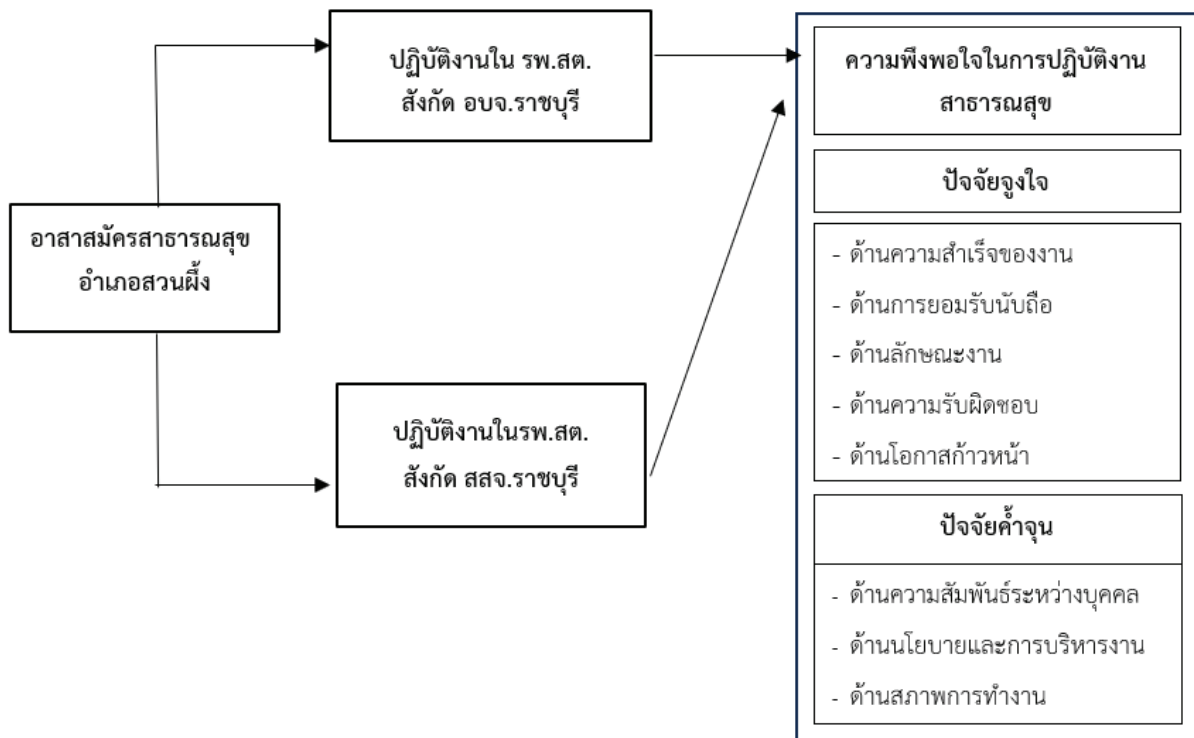 อาสาสมัครสาธารณสุข
อำเภอสวนผึ้ง
ปฏิบัติงานใน รพ.สต.
สังกัด อบจ.ราชบุรี
ปฏิบัติงานในรพ.สต.
สังกัด สสจ.ราชบุรี
ความพึงพอใจในการปฏิบัติงาน
สาธารณสุข
ปัจจัยจูงใจ
- ด้านความสำเร็จของงาน
- ด้านการยอมรับนับถือ
- ด้านลักษณะงาน
- ด้านความรับผิดชอบ
- ด้านโอกาสก้าวหน้า
ปัจจัยค้ำจุน
- ด้านความสัมพันธ์ระหว่างบุคคล
- ด้านนโยบายและการบริหารงาน
- ด้านสภาพการทำงาน